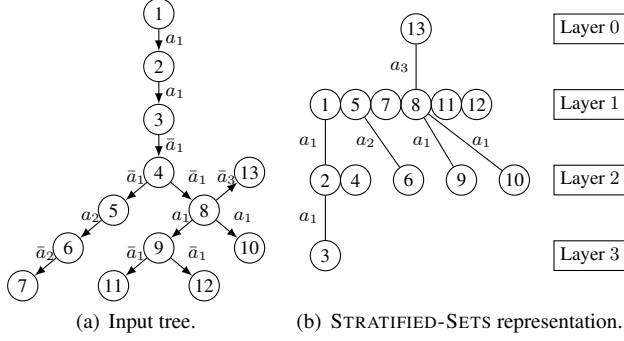 1
a₁
2
a₁
3
ā₁
4
ā₁ ā₁ ā₃ 13
5 8
a₂ a₁ a₁
6 9 10
ā₂ ā₁ ā₁
7 11 12
(a) Input tree.
13 Layer 0
a₃
1 5 7 8 11 12 Layer 1
a₁ a₂ a₁ a₁
2 4 6 9 10 Layer 2
a₁
3 Layer 3
(b) STRATIFIED-SETS representation.